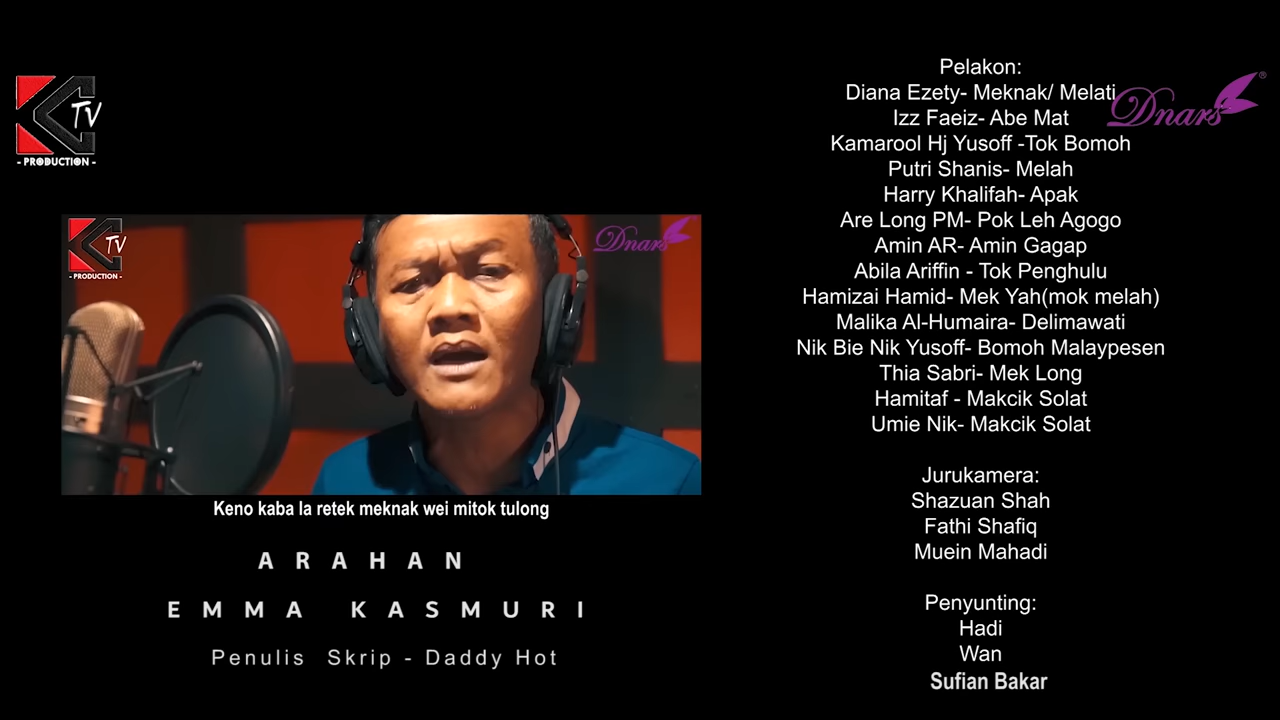 KC TV
- PRODUCTION -
KC TV
- PRODUCTION -
Dnars
Keno kaba la retek meknak wei mitok tulong
ARAHAN
EMMA KASMURI
Penulis Skrip - Daddy Hot
Dnars®
Pelakon:
Diana Ezety- Meknak/ Melati
Izz Faeiz- Abe Mat
Kamarool Hj Yusoff -Tok Bomoh
Putri Shanis- Melah
Harry Khalifah- Apak
Are Long PM- Pok Leh Agogo
Amin AR- Amin Gagap
Abila Ariffin - Tok Penghulu
Hamizai Hamid- Mek Yah(mok melah)
Malika Al-Humaira- Delimawati
Nik Bie Nik Yusoff- Bomoh Malaypesen
Thia Sabri- Mek Long
Hamitaf - Makcik Solat
Umie Nik- Makcik Solat
Jurukamera:
Shazuan Shah
Fathi Shafiq
Muein Mahadi
Penyunting:
Hadi
Wan
Sufian Bakar